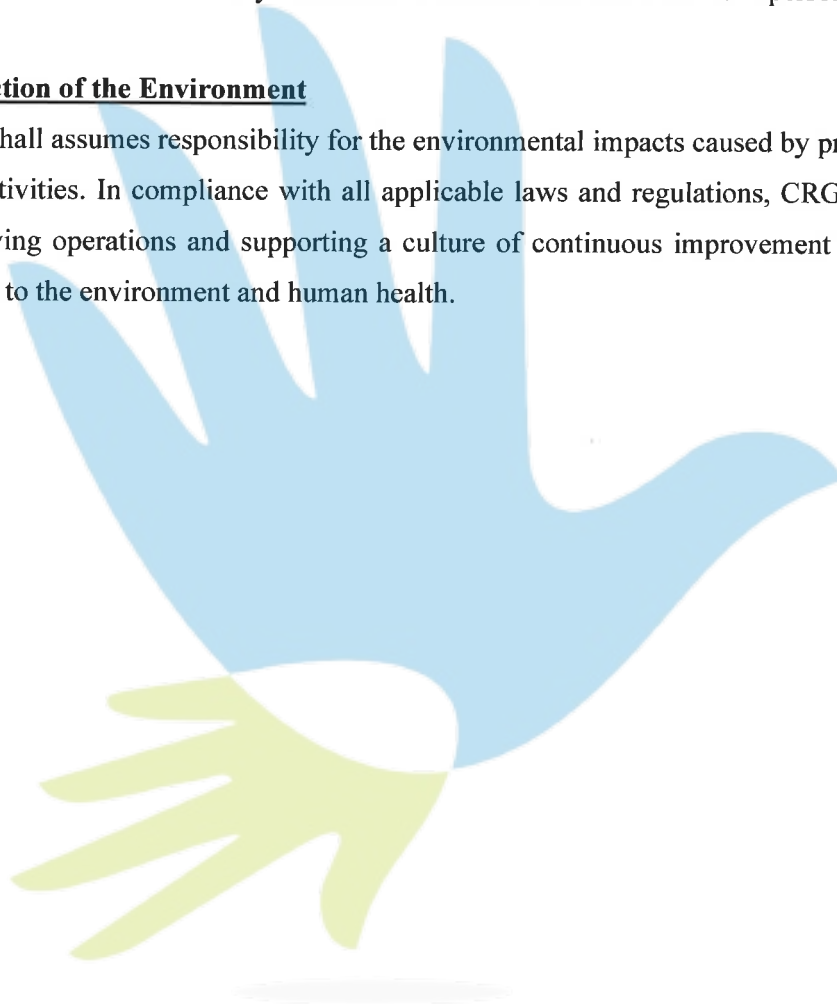 tion of the Environment
hall assumes responsibility for the environmental impacts caused by pr
tivities. In compliance with all applicable laws and regulations, CRG
ing operations and supporting a culture of continuous improvement
to the environment and human health.